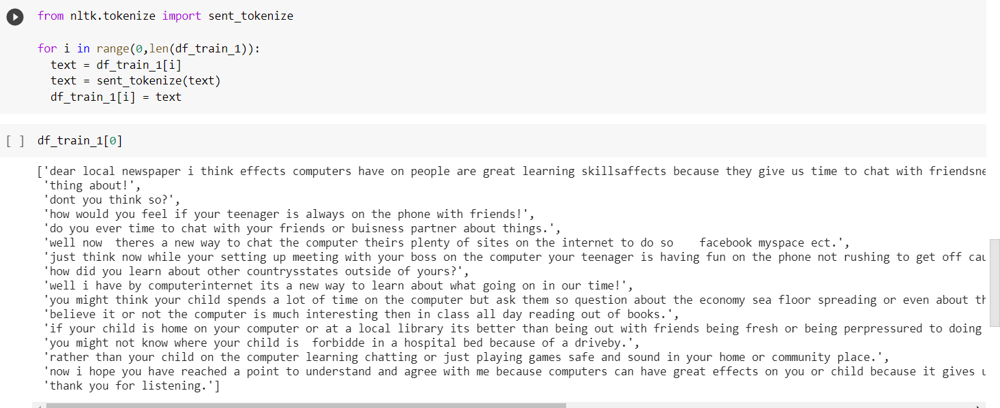 from nltk.tokenize import sent_tokenize
for i in range(0,len(df_train_1)):
text = df_train_1[i]
text = sent_tokenize(text)
df_train_1[i] = text
[ ] df_train_1[0]
['dear local newspaper i think effects computers have on people are great learning skillsaffects because they give us time to chat with friendsne
'thing about!',
'dont you think so?',
'how would you feel if your teenager is always on the phone with friends!',
'do you ever time to chat with your friends or buisness partner about things.',
'well now  theres a new way to chat the computer theirs plenty of sites on the internet to do so    facebook myspace ect.',
'just think now while your setting up meeting with your boss on the computer your teenager is having fun on the phone not rushing to get off cau
'how did you learn about other countrysstates outside of yours?',
'well i have by computerinternet its a new way to learn about what going on in our time!',
'you might think your child spends a lot of time on the computer but ask them so question about the economy sea floor spreading or even about th
'believe it or not the computer is much interesting then in class all day reading out of books.',
'if your child is home on your computer or at a local library its better than being out with friends being fresh or being perpressured to doing
'you might not know where your child is  forbidde in a hospital bed because of a driveby.',
'rather than your child on the computer learning chatting or just playing games safe and sound in your home or community place.',
'now i hope you have reached a point to understand and agree with me because computers can have great effects on you or child because it gives u
'thank you for listening.']